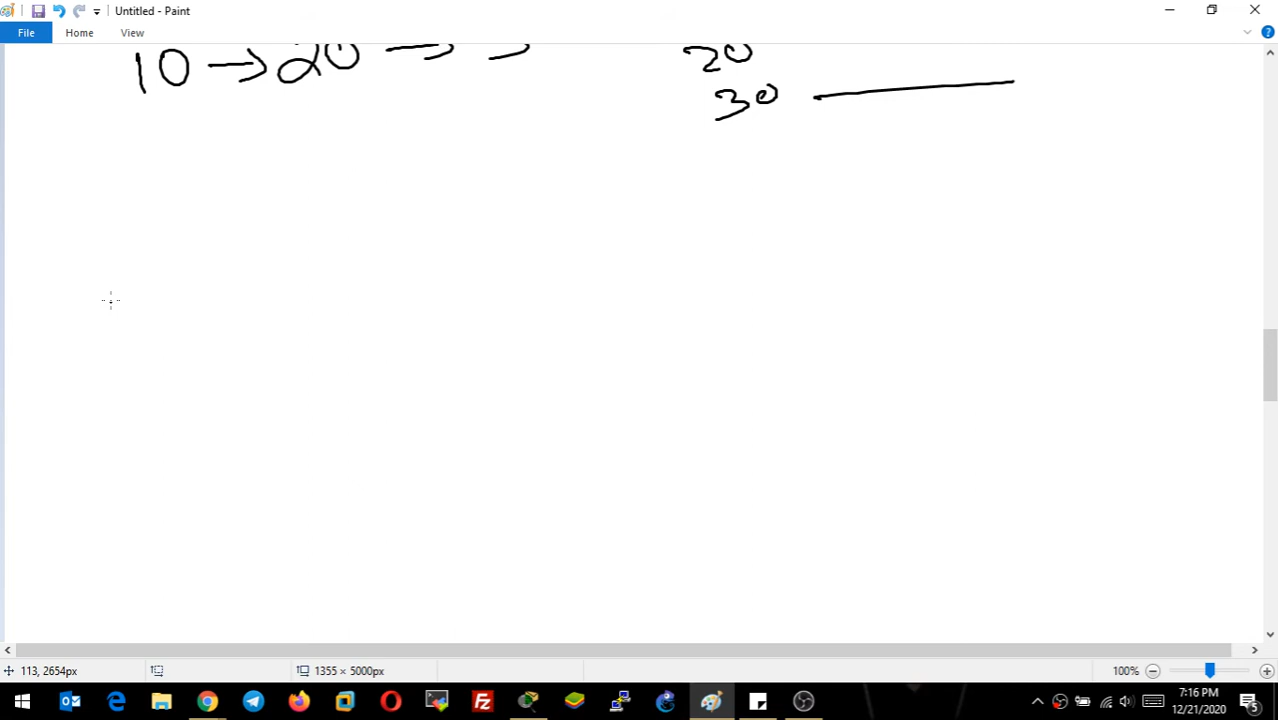 Untitled - Paint
File Home View
10 → 20 →
20
30
113, 2654px
1355 × 5000px
100%
7:16 PM
12/21/2020
5